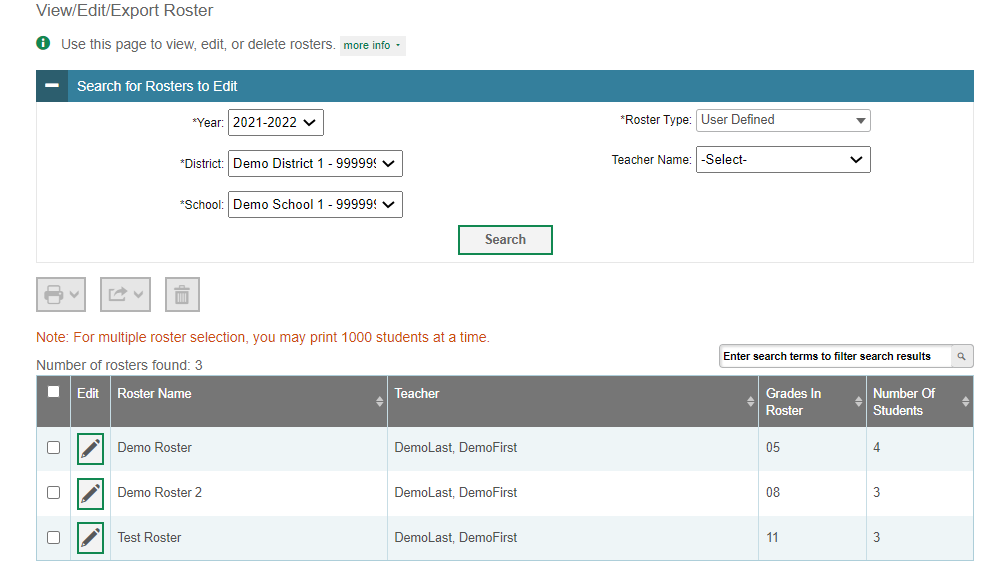 View/Edit/Export Roster
Use this page to view, edit, or delete rosters. more info
Search for Rosters to Edit
*Year: 2021-2022 *Roster Type: User Defined
*District: Demo District 1 - 999999 Teacher Name: -Select-
*School: Demo School 1 - 999999
Search
Note: For multiple roster selection, you may print 1000 students at a time.
Number of rosters found: 3 Enter search terms to filter search results
Edit Roster Name Teacher Grades In Roster Number Of Students
Demo Roster DemoLast, DemoFirst 05 4
Demo Roster 2 DemoLast, DemoFirst 08 3
Test Roster DemoLast, DemoFirst 11 3